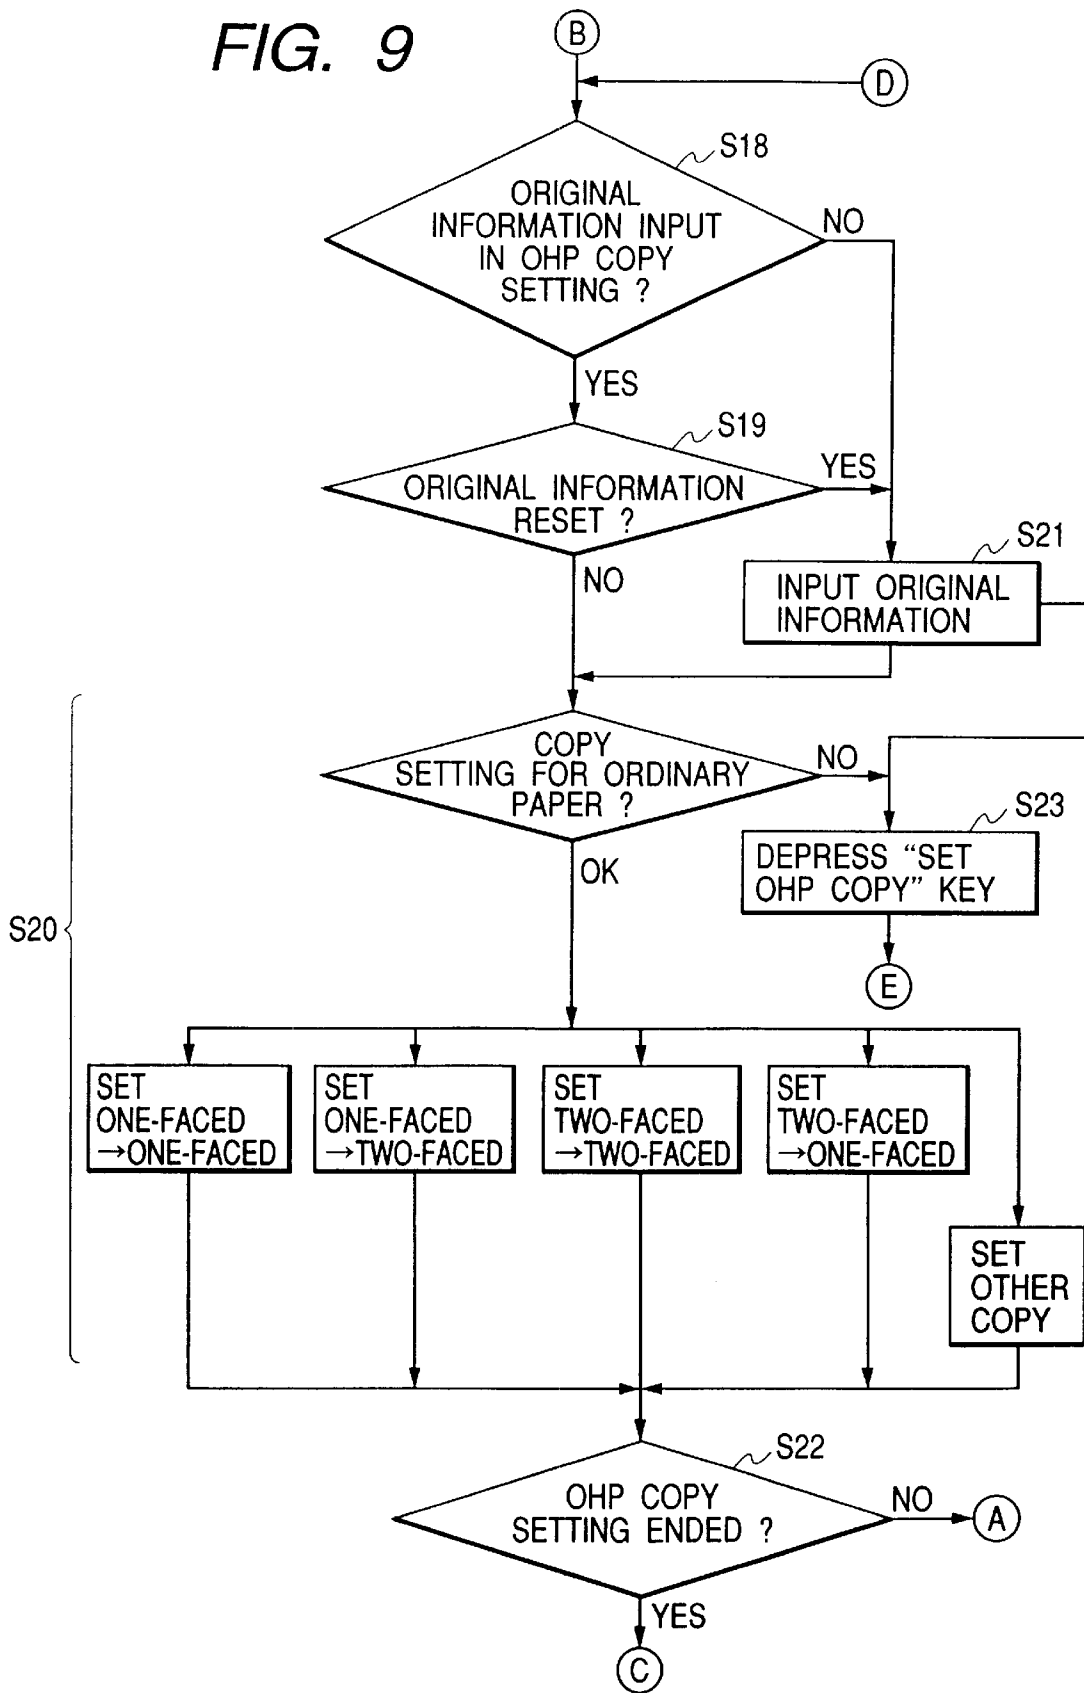 FIG. 9
B
D
S18
ORIGINAL
INFORMATION INPUT
IN OHP COPY
SETTING ?
NO
YES
S19
ORIGINAL INFORMATION
RESET ?
YES
NO
S21
INPUT ORIGINAL
INFORMATION
COPY
SETTING FOR ORDINARY
PAPER ?
NO
OK
S23
DEPRESS “SET
OHP COPY” KEY
E
S20
SET
ONE-FACED
→ONE-FACED
SET
ONE-FACED
→TWO-FACED
SET
TWO-FACED
→TWO-FACED
SET
TWO-FACED
→ONE-FACED
SET
OTHER
COPY
S22
OHP COPY
SETTING ENDED ?
NO
A
YES
C